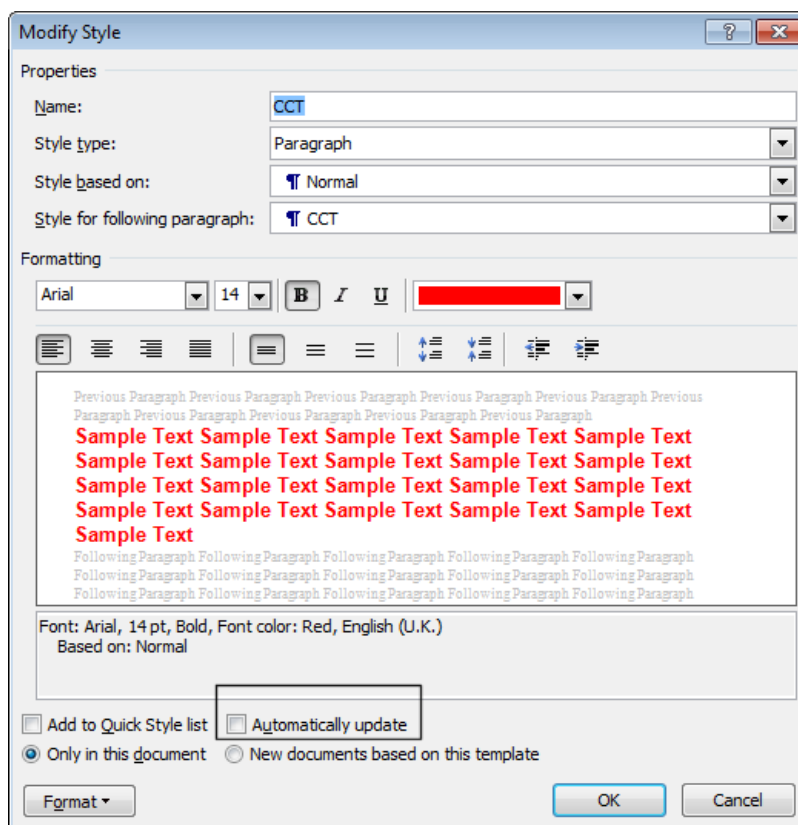 Modify Style
Properties
Name: CCT
Style type: Paragraph
Style based on: ¶ Normal
Style for following paragraph: ¶ CCT
Formatting
Arial 14 B I U
Previous Paragraph Previous Paragraph Previous Paragraph Previous Paragraph Previous Paragraph Previous
Paragraph Previous Paragraph Previous Paragraph Previous Paragraph Previous Paragraph
Sample Text Sample Text Sample Text Sample Text Sample Text
Sample Text Sample Text Sample Text Sample Text Sample Text
Sample Text Sample Text Sample Text Sample Text Sample Text
Sample Text Sample Text Sample Text Sample Text Sample Text
Sample Text
Following Paragraph Following Paragraph Following Paragraph Following Paragraph Following Paragraph
Following Paragraph Following Paragraph Following Paragraph Following Paragraph Following Paragraph
Following Paragraph Following Paragraph Following Paragraph Following Paragraph Following Paragraph
Font: Arial, 14 pt, Bold, Font color: Red, English (U.K.)
Based on: Normal
Add to Quick Style list Automatically update
Only in this document New documents based on this template
Format OK Cancel